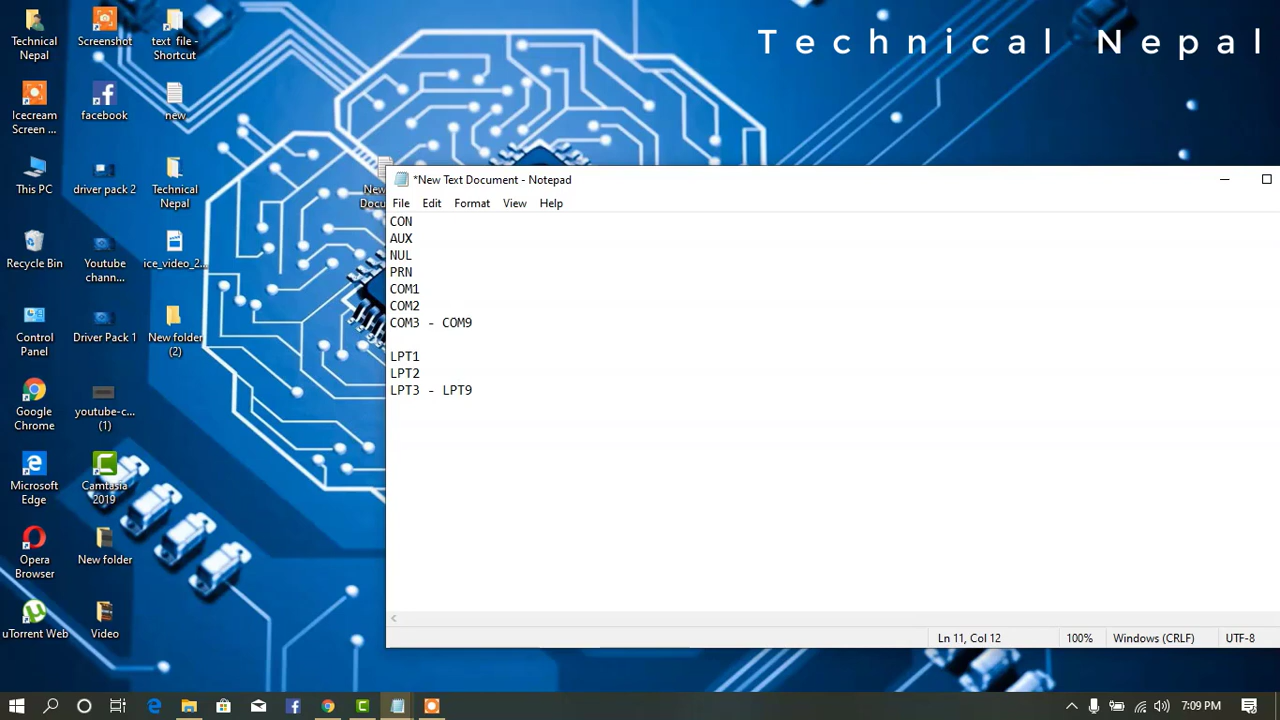 Technical Nepal
Technical
Nepal
Screenshot
text file -
Shortcut
Icecream
Screen ...
facebook
new
This PC
driver pack 2
Technical
Nepal
Recycle Bin
Youtube
chann...
ice_video_2...
Control
Panel
Driver Pack 1
New folder
(2)
Google
Chrome
youtube-c...
(1)
Microsoft
Edge
Camtasia
2019
Opera
Browser
New folder
uTorrent Web
Video
New
Docu
*New Text Document - Notepad
File Edit Format View Help
CON
AUX
NUL
PRN
COM1
COM2
COM3 - COM9
LPT1
LPT2
LPT3 - LPT9
Ln 11, Col 12 100% Windows (CRLF) UTF-8
7:09 PM